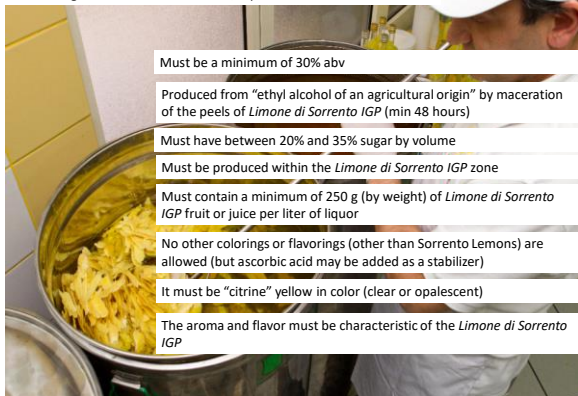 Must be a minimum of 30% abv
Produced from “ethyl alcohol of an agricultural origin” by maceration
of the peels of Limone di Sorrento IGP (min 48 hours)
Must have between 20% and 35% sugar by volume
Must be produced within the Limone di Sorrento IGP zone
Must contain a minimum of 250 g (by weight) of Limone di Sorrento
IGP fruit or juice per liter of liquor
No other colorings or flavorings (other than Sorrento Lemons) are
allowed (but ascorbic acid may be added as a stabilizer)
It must be “citrine” yellow in color (clear or opalescent)
The aroma and flavor must be characteristic of the Limone di Sorrento
IGP